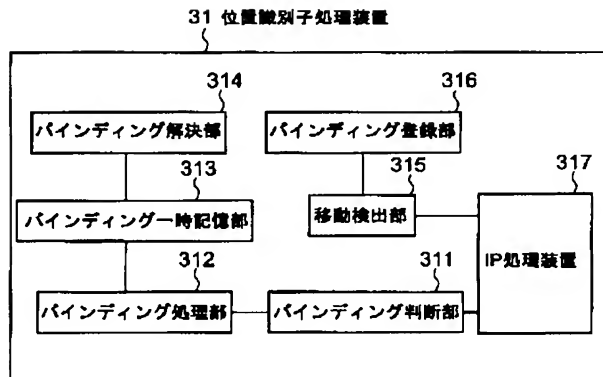 31 位置識別子処理装置
314
バインディング解決部
316
バインディング登録部
313
バインディング一時記憶部
315
移動検出部
317
IP処理装置
312
バインディング処理部
311
バインディング判断部